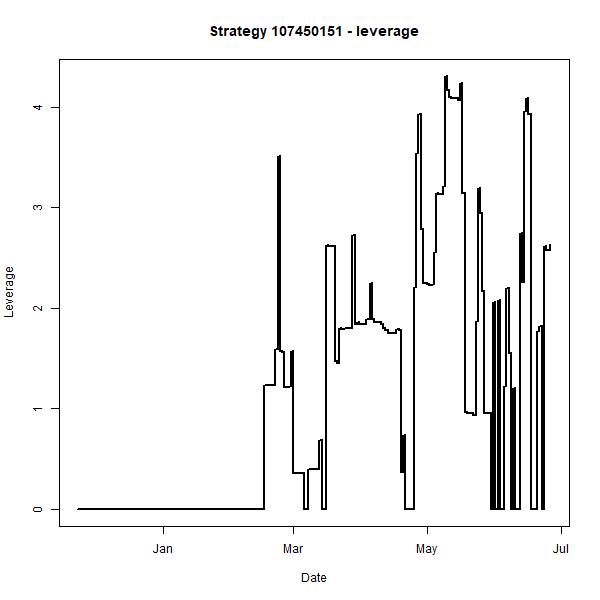 Strategy 107450151 - leverage
Leverage
4
3
2
1
0
Jan
Mar
May
Jul
Date